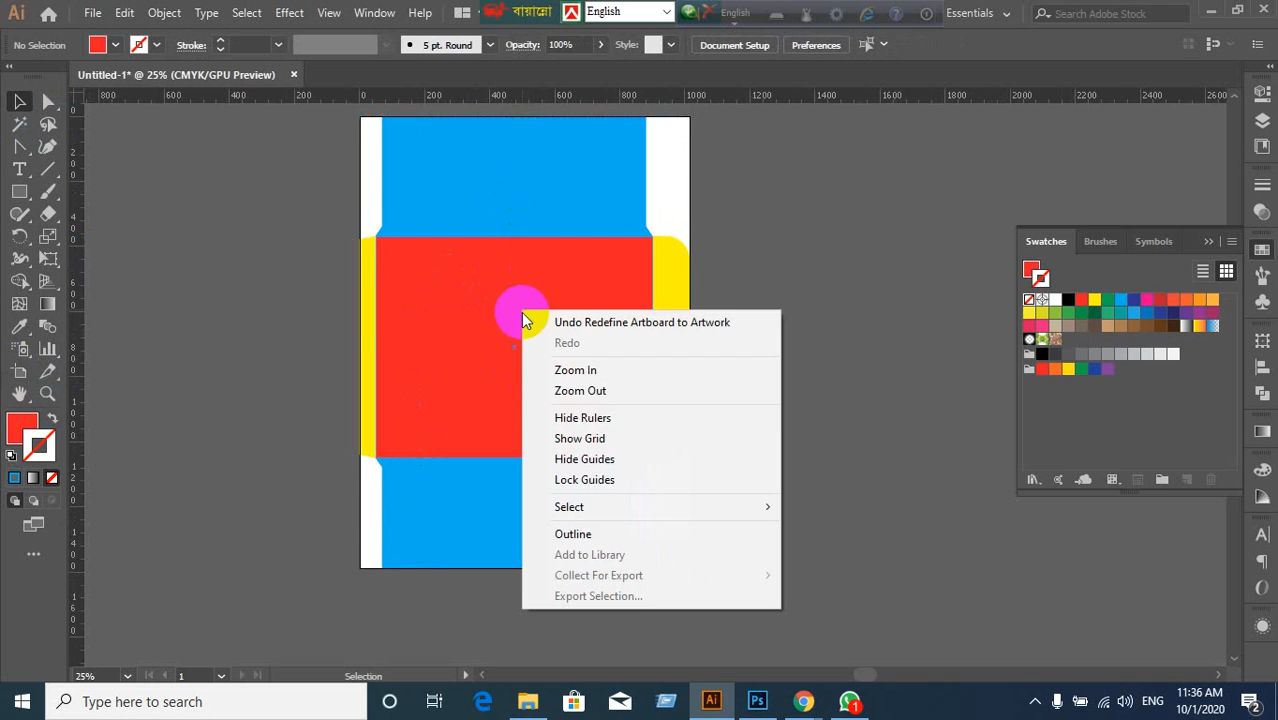 Ai File Edit Object Type Select Effect View Window Help বায়ান্নো English English Essentials Search Adobe Stock
No Selection Stroke: 5 pt. Round Opacity: 100% Style: Document Setup Preferences
Untitled-1* @ 25% (CMYK/GPU Preview)
800 600 400 200 0 200 400 600 800 1000 1200 1400 1600 1800 2000 2200 2400 2600
Swatches Brushes Symbols
Undo Redefine Artboard to Artwork
Redo
Zoom In
Zoom Out
Hide Rulers
Show Grid
Hide Guides
Lock Guides
Select
Outline
Add to Library
Collect For Export
Export Selection...
25% 1 Selection
Type here to search
Ai Ps 1 ENG 11:36 AM
10/1/2020 2